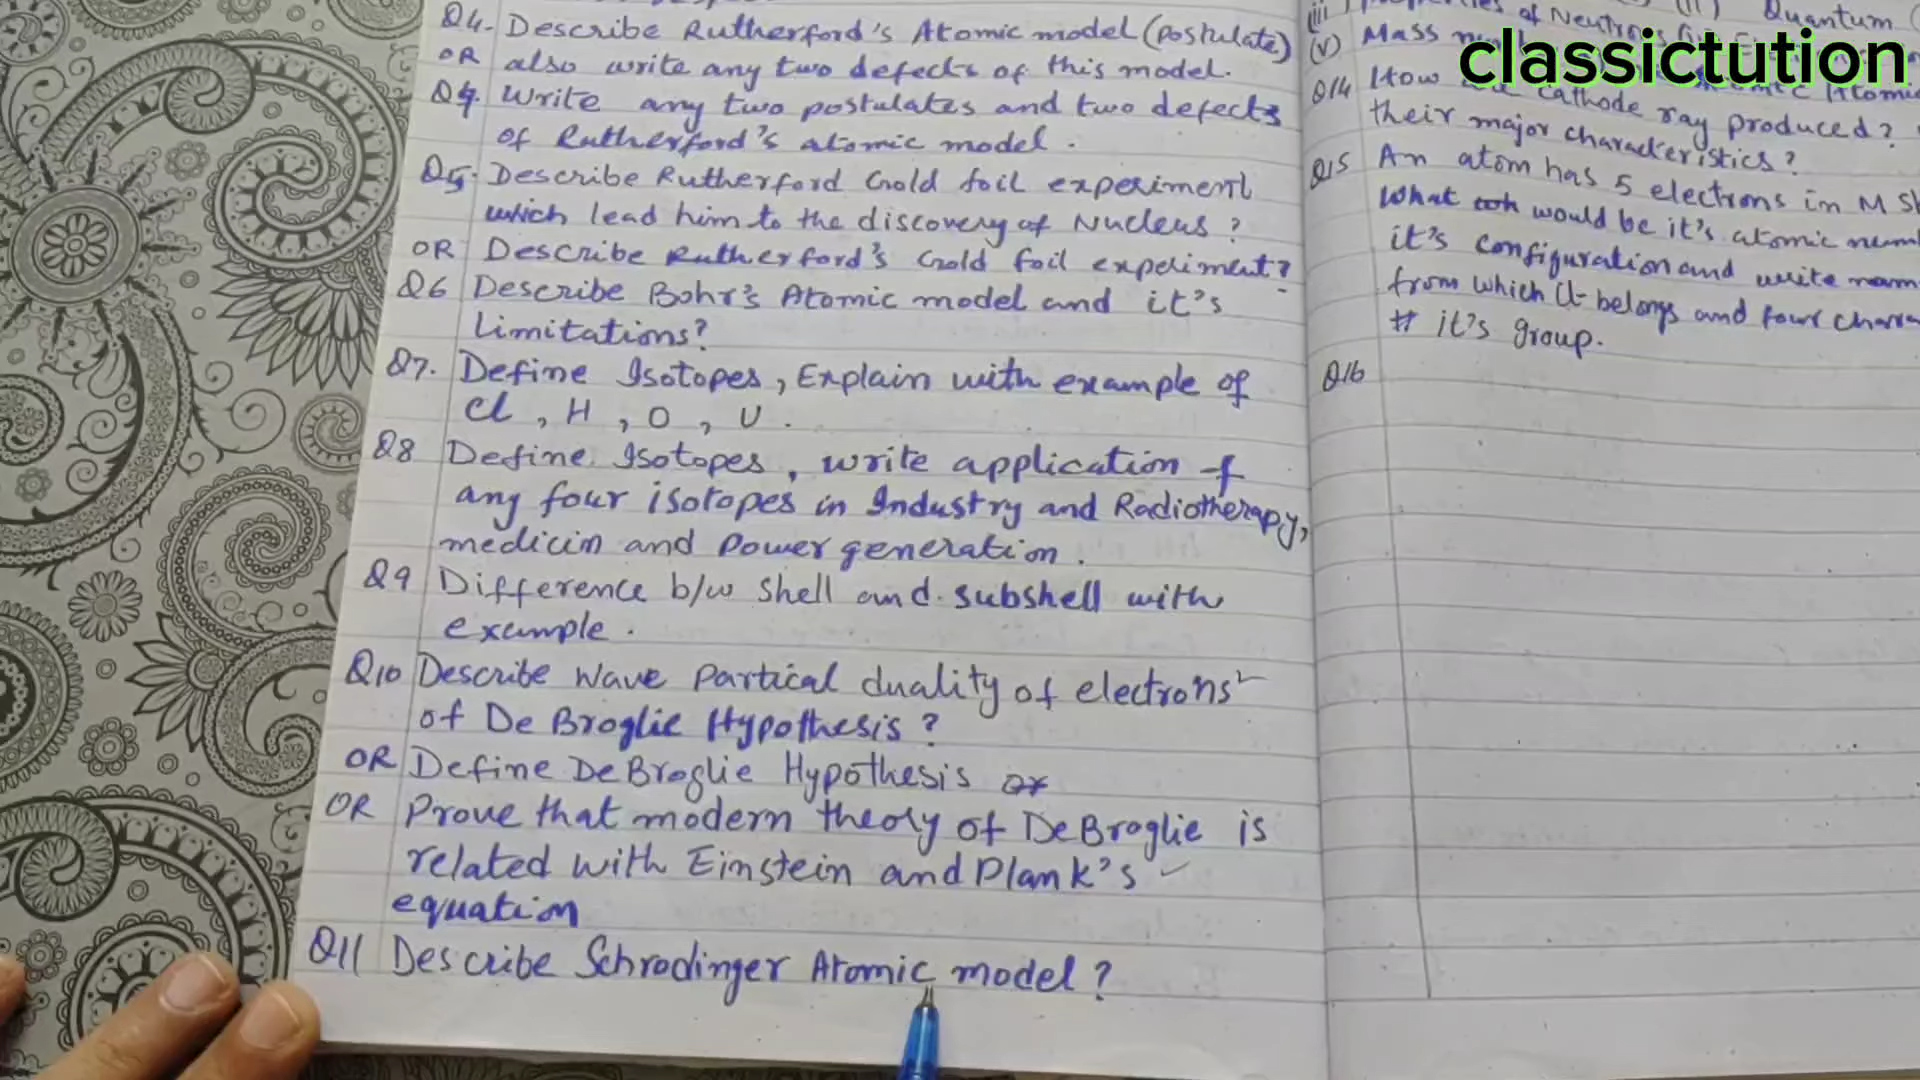 Q4. Describe Rutherford's Atomic model (postulate)
OR also write any two defects of this model.
Q4. Write any two postulates and two defects
of Rutherford's atomic model.
Q5. Describe Rutherford Gold foil experiment
which lead him to the discovery of Nucleus?
OR Describe Rutherford's Gold foil experiment?
Q6 Describe Bohr's Atomic model and it's
limitations?
Q7. Define Isotopes, Explain with example of
Cl, H, O, U.
Q8 Define Isotopes, write application of
any four isotopes in Industry and Radiotherapy,
medicin and Power generation.
Q9 Difference b/w shell and subshell with
example.
Q10 Describe Wave Partical duality of electrons
of De Broglie Hypothesis?
OR Define De Broglie Hypothesis or
OR Prove that modern theory of De Broglie is
related with Einstein and Plank's
equation
Q11 Describe Schrodinger Atomic model?
(ii) Quantum
(iii) of Neutrons
(v) Mass
classictution
Q14 How cathode ray produced?
their major characteristics?
Q15 An atom has 5 electrons in M
What would be it's atomic
it's configuration and write
from which it belongs and four
# it's group.
Q16